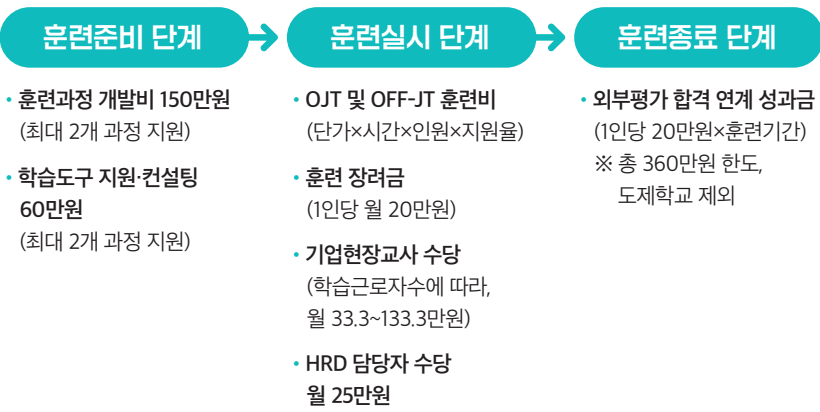 훈련준비 단계
• 훈련과정 개발비 150만원
(최대 2개 과정 지원)
• 학습도구 지원·컨설팅
60만원
(최대 2개 과정 지원)
훈련실시 단계
• OJT 및 OFF-JT 훈련비
(단가×시간×인원×지원율)
• 훈련 장려금
(1인당 월 20만원)
• 기업현장교사 수당
(학습근로자수에 따라,
월 33.3~133.3만원)
• HRD 담당자 수당
월 25만원
훈련종료 단계
• 외부평가 합격 연계 성과금
(1인당 20만원×훈련기간)
※ 총 360만원 한도,
도제학교 제외